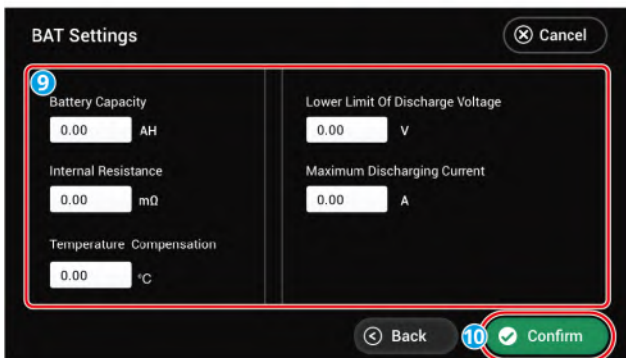 BAT Settings
Cancel
9
Battery Capacity
0.00 AH
Internal Resistance
0.00 mΩ
Temperature Compensation
0.00 °C
Lower Limit Of Discharge Voltage
0.00 V
Maximum Discharging Current
0.00 A
Back
10
Confirm